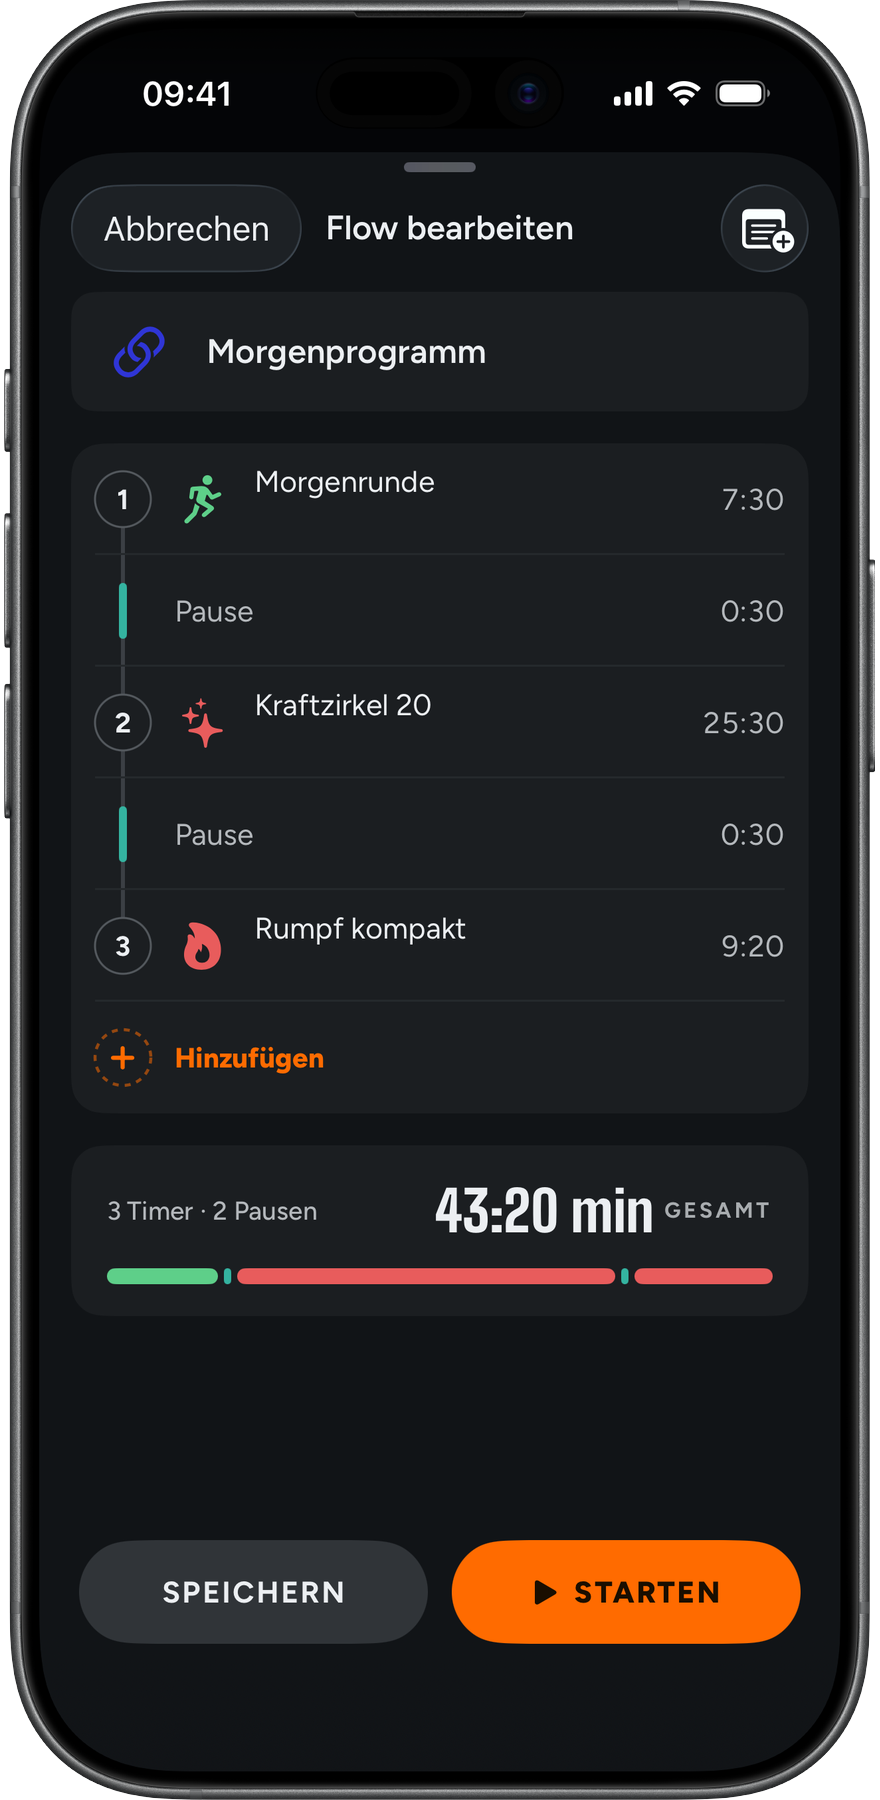 09:41
Abbrechen
Flow bearbeiten
Morgenprogramm
1 Morgenrunde 7:30
Pause 0:30
2 Kraftzirkel 20 25:30
Pause 0:30
3 Rumpf kompakt 9:20
Hinzufügen
3 Timer · 2 Pausen 43:20 min GESAMT
SPEICHERN
STARTEN